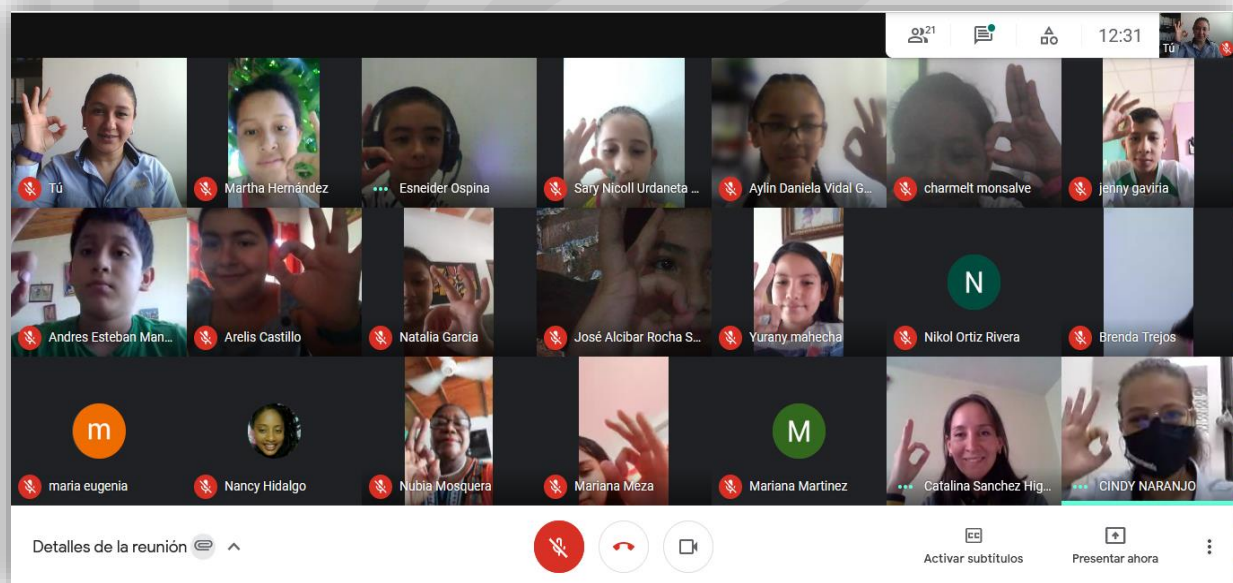 21
12:31
Tú
Tú
Martha Hernández
Esneider Ospina
Sary Nicoll Urdaneta ...
Aylin Daniela Vidal G...
charmelt monsalve
jenny gaviria
Andres Esteban Man...
Arelis Castillo
Natalia Garcia
José Alcibar Rocha S...
Yurany mahecha
N
Nikol Ortiz Rivera
Brenda Trejos
m
maria eugenia
Nancy Hidalgo
Nubia Mosquera
Mariana Meza
M
Mariana Martinez
Catalina Sanchez Hig...
CINDY NARANJO
Detalles de la reunión
CC
Activar subtítulos
Presentar ahora